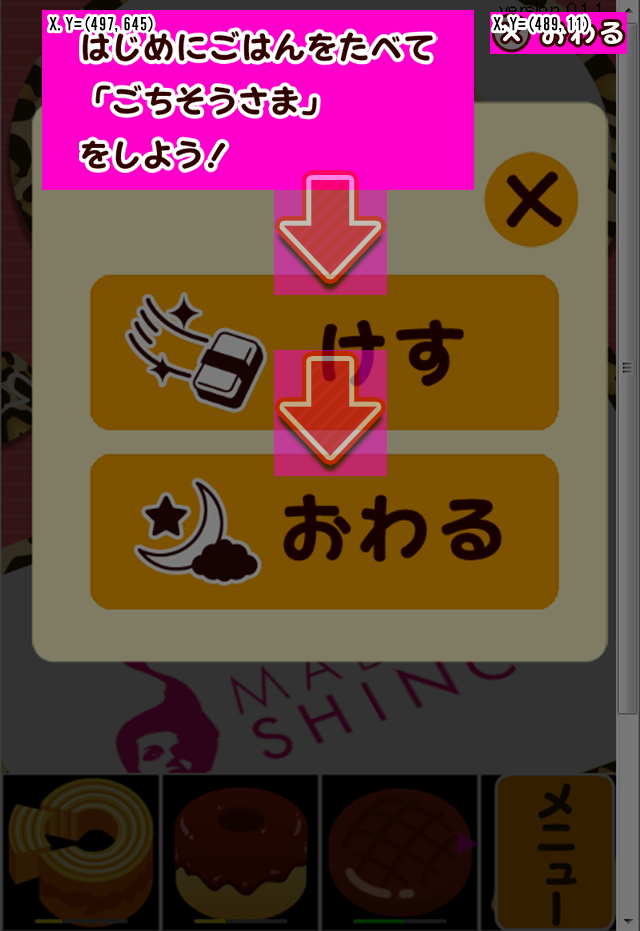 version 0.1.1
X,Y=(497,645)
X,Y=(489,11)
はじめにごはんをたべて
おわる
「ごちそうさま」
をしよう!
けす
おわる
SHINC
メニュー